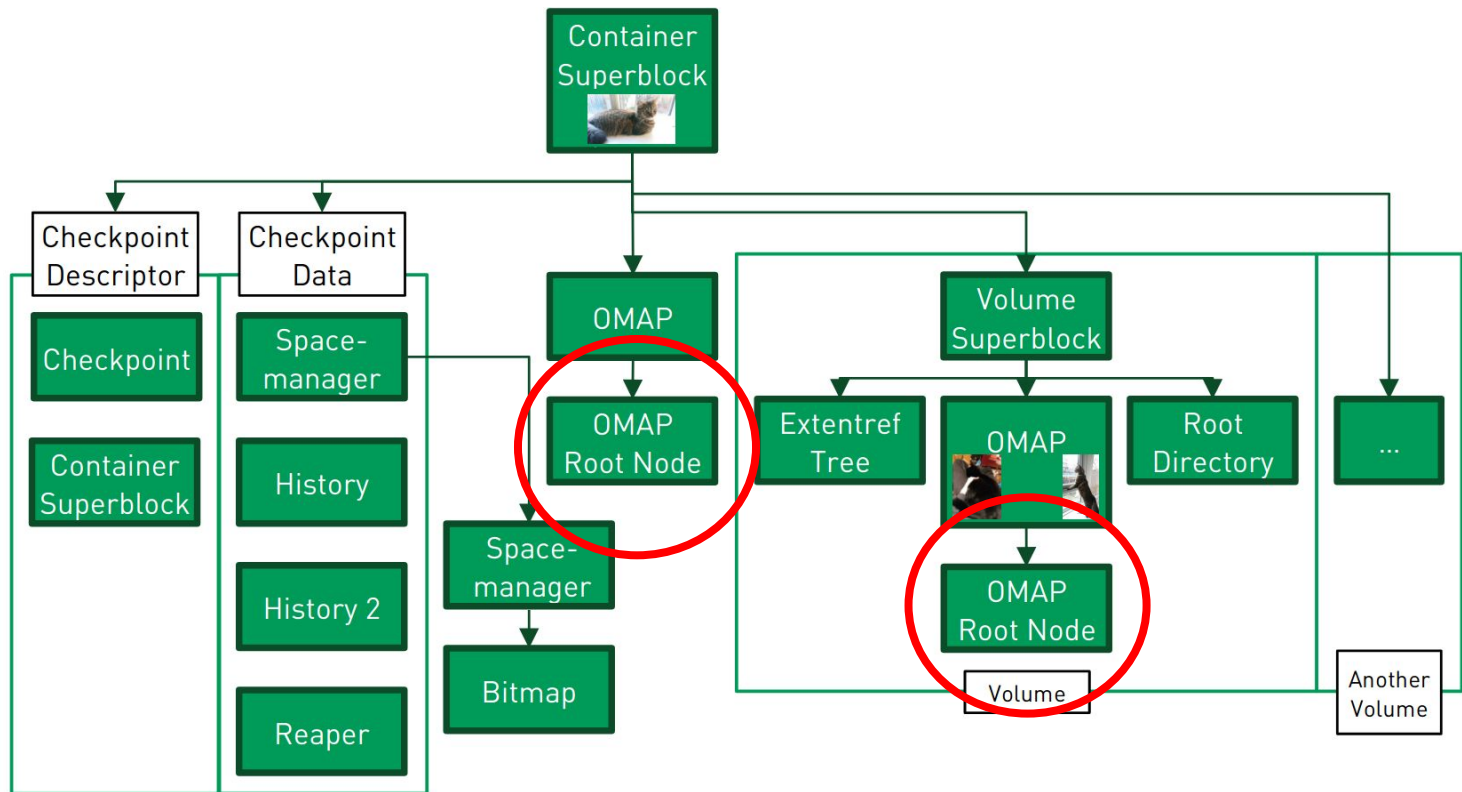 Container
Superblock
Checkpoint
Descriptor
Checkpoint
Data
Checkpoint
Container
Superblock
Space-
manager
History
History 2
Reaper
OMAP
OMAP
Root Node
Space-
manager
Bitmap
Volume
Superblock
Extentref
Tree
OMAP
Root
Directory
OMAP
Root Node
Volume
...
Another
Volume